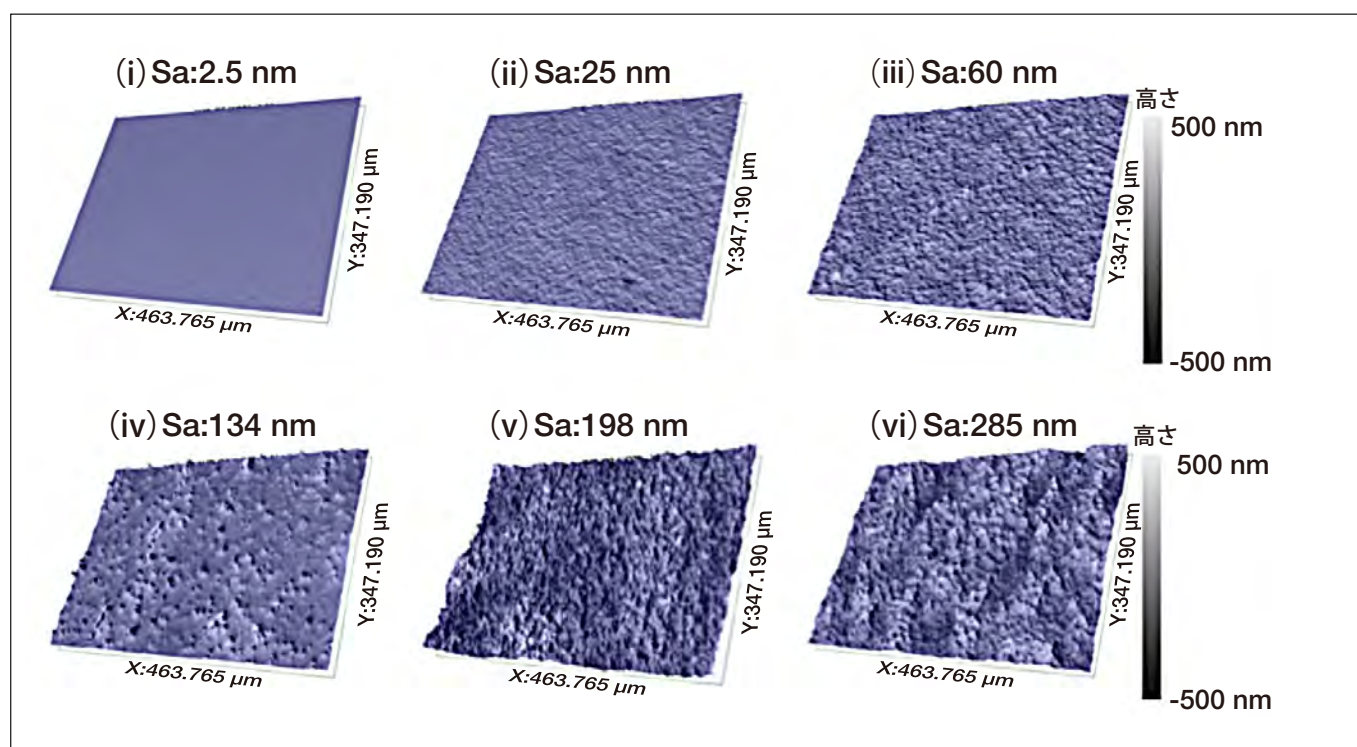 (i) Sa:2.5 nm
(ii) Sa:25 nm
(iii) Sa:60 nm
高さ
500 nm
-500 nm
Y:347.190 μm
X:463.765 μm
Y:347.190 μm
X:463.765 μm
Y:347.190 μm
X:463.765 μm
(iv) Sa:134 nm
(v) Sa:198 nm
(vi) Sa:285 nm
高さ
500 nm
-500 nm
Y:347.190 μm
X:463.765 μm
Y:347.190 μm
X:463.765 μm
Y:347.190 μm
X:463.765 μm